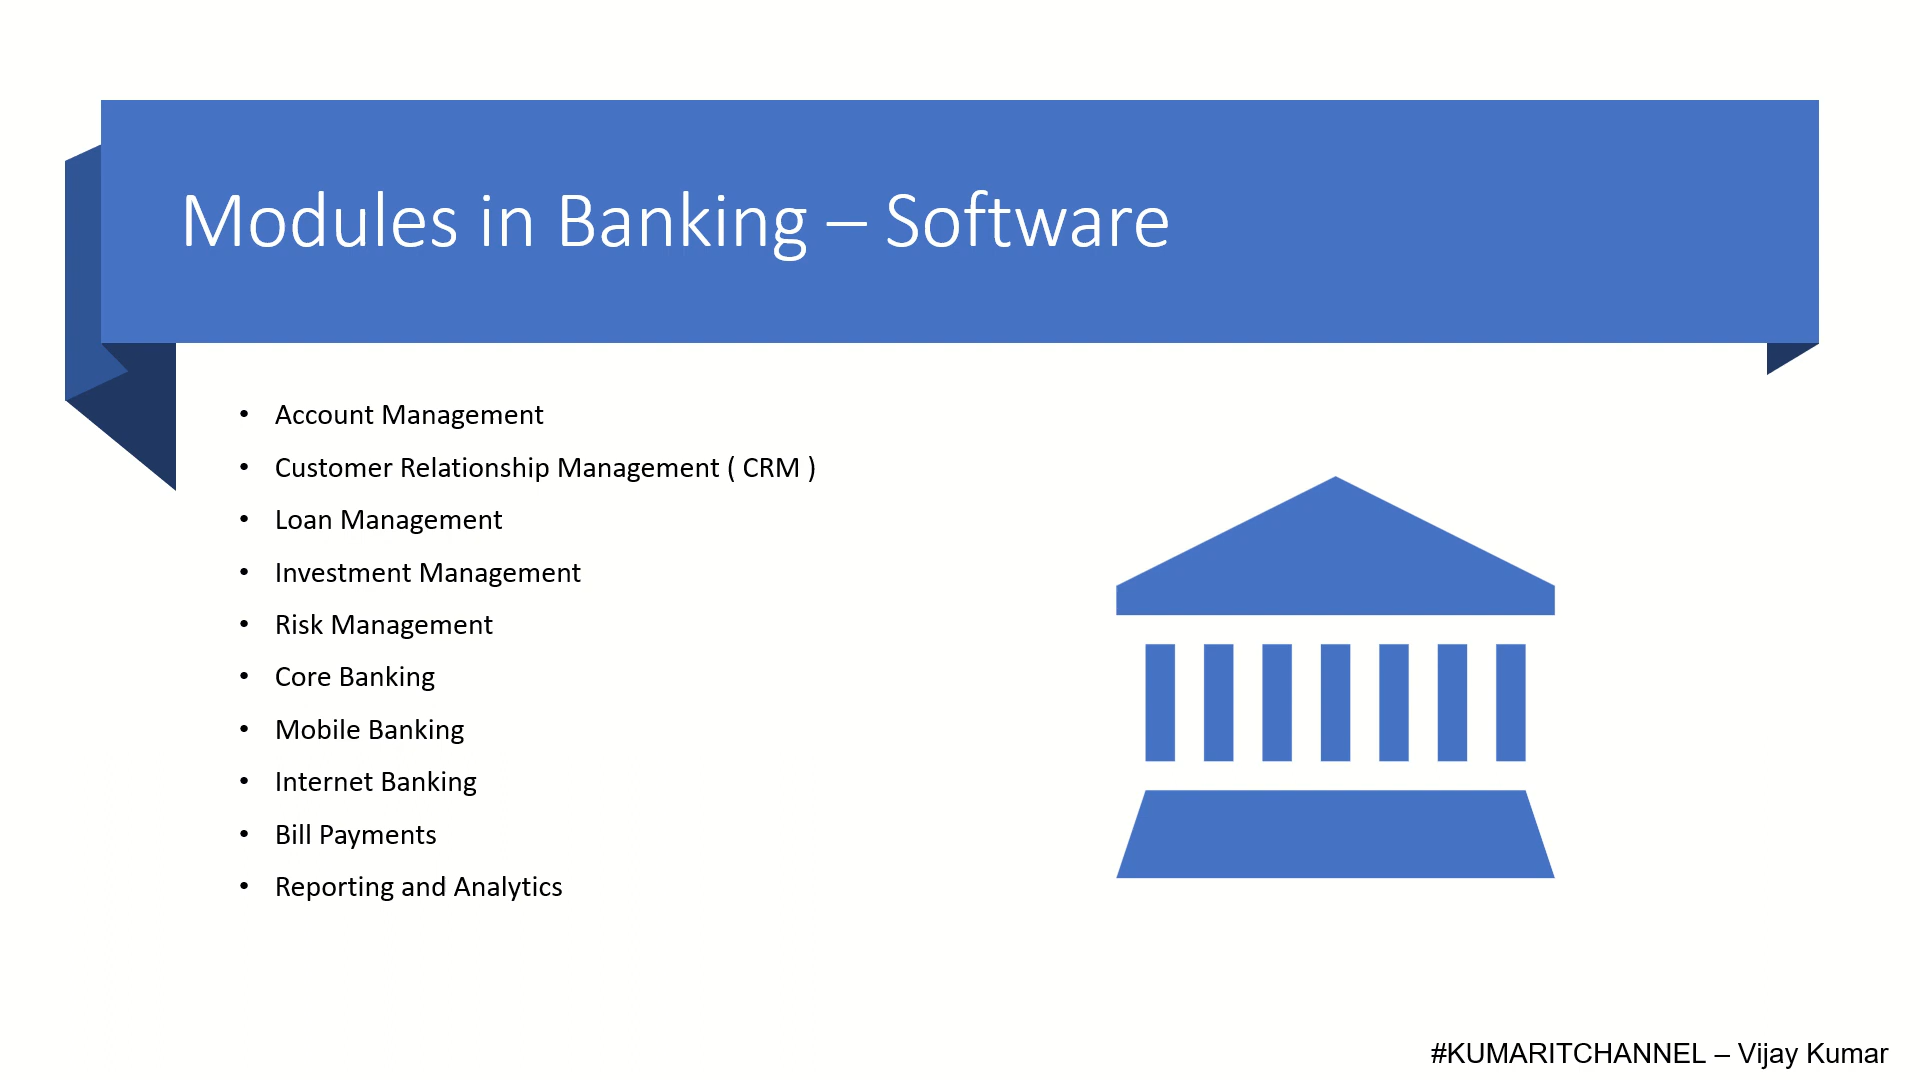 Modules in Banking – Software
• Account Management
• Customer Relationship Management ( CRM )
• Loan Management
• Investment Management
• Risk Management
• Core Banking
• Mobile Banking
• Internet Banking
• Bill Payments
• Reporting and Analytics
#KUMARITCHANNEL – Vijay Kumar